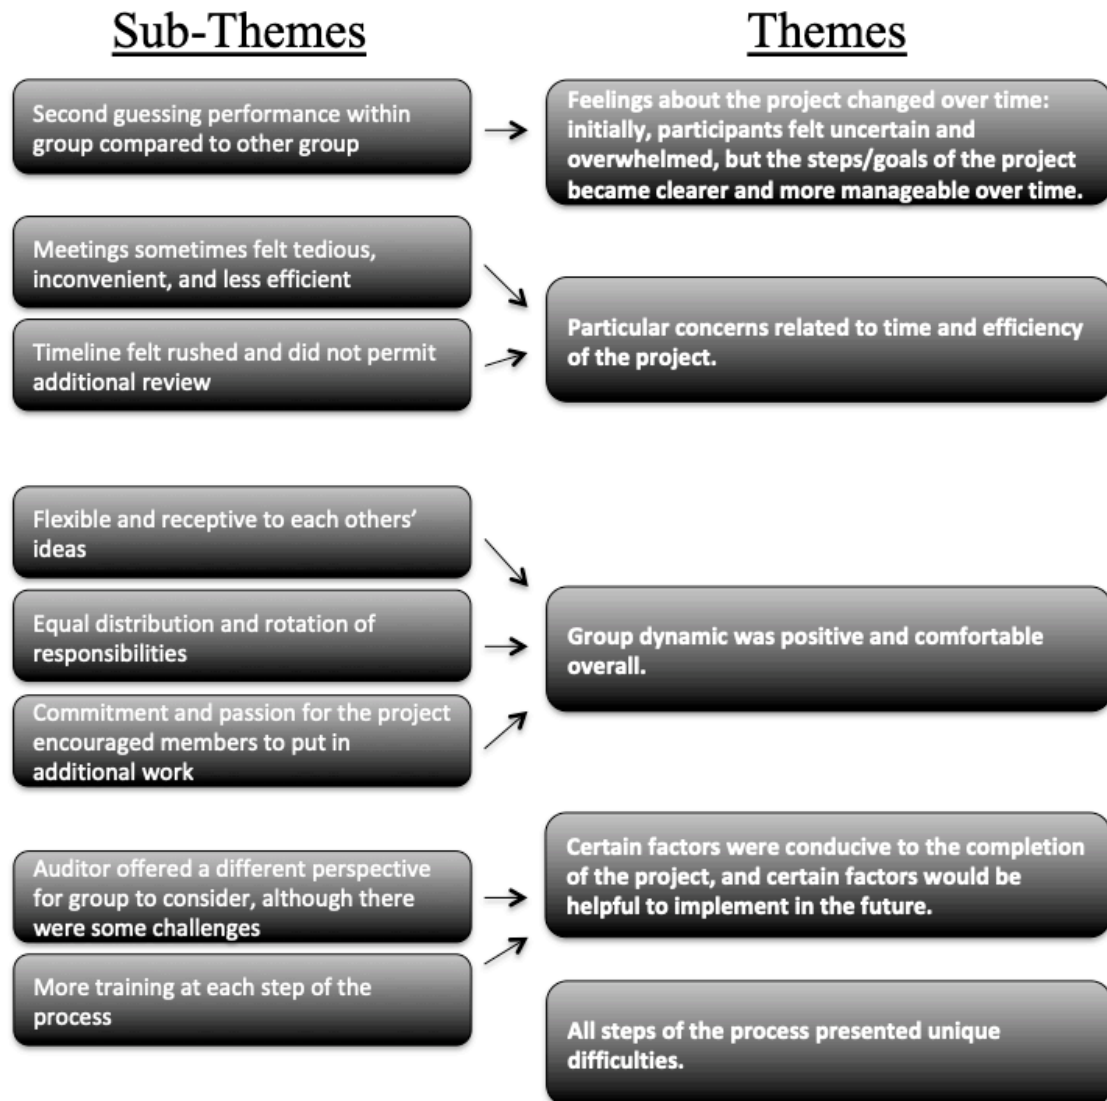 Sub-Themes
Themes
Second guessing performance within
group compared to other group
Feelings about the project changed over time:
initially, participants felt uncertain and
overwhelmed, but the steps/goals of the project
became clearer and more manageable over time.
Meetings sometimes felt tedious,
inconvenient, and less efficient
Timeline felt rushed and did not permit
additional review
Particular concerns related to time and efficiency
of the project.
Flexible and receptive to each others’
ideas
Equal distribution and rotation of
responsibilities
Commitment and passion for the project
encouraged members to put in
additional work
Group dynamic was positive and comfortable
overall.
Auditor offered a different perspective
for group to consider, although there
were some challenges
More training at each step of the
process
Certain factors were conducive to the completion
of the project, and certain factors would be
helpful to implement in the future.
All steps of the process presented unique
difficulties.